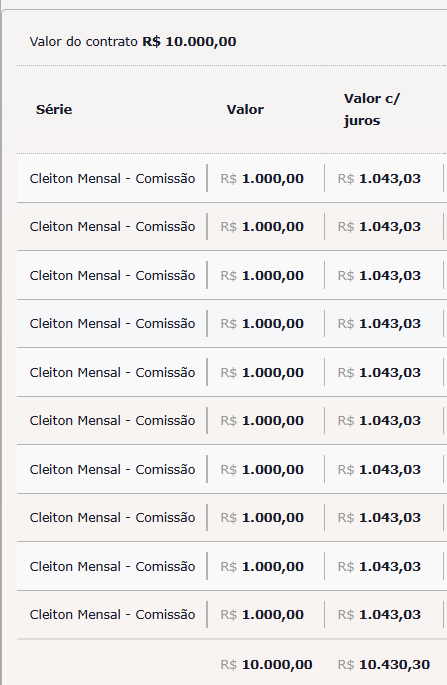 Valor do contrato R$ 10.000,00
Série Valor Valor c/ juros
Cleiton Mensal - Comissão R$ 1.000,00 R$ 1.043,03
Cleiton Mensal - Comissão R$ 1.000,00 R$ 1.043,03
Cleiton Mensal - Comissão R$ 1.000,00 R$ 1.043,03
Cleiton Mensal - Comissão R$ 1.000,00 R$ 1.043,03
Cleiton Mensal - Comissão R$ 1.000,00 R$ 1.043,03
Cleiton Mensal - Comissão R$ 1.000,00 R$ 1.043,03
Cleiton Mensal - Comissão R$ 1.000,00 R$ 1.043,03
Cleiton Mensal - Comissão R$ 1.000,00 R$ 1.043,03
Cleiton Mensal - Comissão R$ 1.000,00 R$ 1.043,03
Cleiton Mensal - Comissão R$ 1.000,00 R$ 1.043,03
R$ 10.000,00 R$ 10.430,30